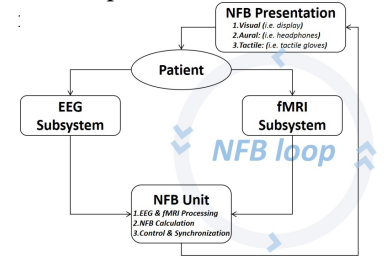 NFB Presentation
1.Visual (i.e. display)
2.Aural: (i.e. headphones)
3.Tactile: (i.e. tactile gloves)
Patient
EEG
Subsystem
fMRI
Subsystem
NFB loop
NFB Unit
1.EEG & fMRI Processing
2.NFB Calculation
3.Control & Synchronization